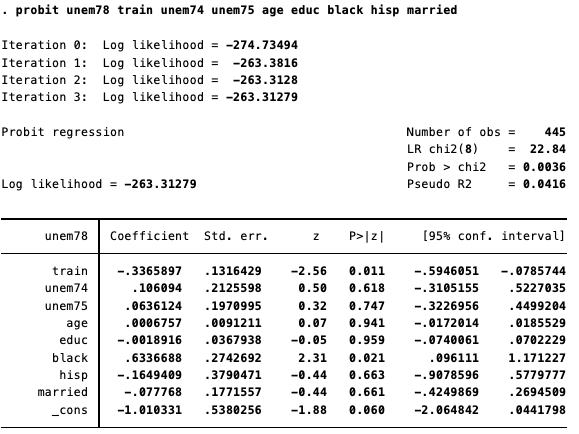 . probit unem78 train unem74 unem75 age educ black hisp married
Iteration 0:  Log likelihood = -274.73494
Iteration 1:  Log likelihood =  -263.3816
Iteration 2:  Log likelihood =  -263.3128
Iteration 3:  Log likelihood = -263.31279
Probit regression                                       Number of obs =    445
                                                        LR chi2(8)    =  22.84
                                                        Prob > chi2   = 0.0036
Log likelihood = -263.31279                             Pseudo R2     = 0.0416
unem78 | Coefficient  Std. err.      z    P>|z|     [95% conf. interval]
train |  -.3365897   .1316429    -2.56   0.011    -.5946051   -.0785744
unem74 |    .106094   .2125598     0.50   0.618    -.3105155    .5227035
unem75 |   .0636124   .1970995     0.32   0.747    -.3226956    .4499204
age |   .0006757   .0091211     0.07   0.941    -.0172014    .0185529
educ |  -.0018916   .0367938    -0.05   0.959    -.0740061    .0702229
black |   .6336688   .2742692     2.31   0.021      .096111    1.171227
hisp |  -.1649409   .3790471    -0.44   0.663    -.9078596    .5779777
married |   -.077768   .1771557    -0.44   0.661    -.4249869    .2694509
_cons |  -1.010331   .5380256    -1.88   0.060    -2.064842    .0441798